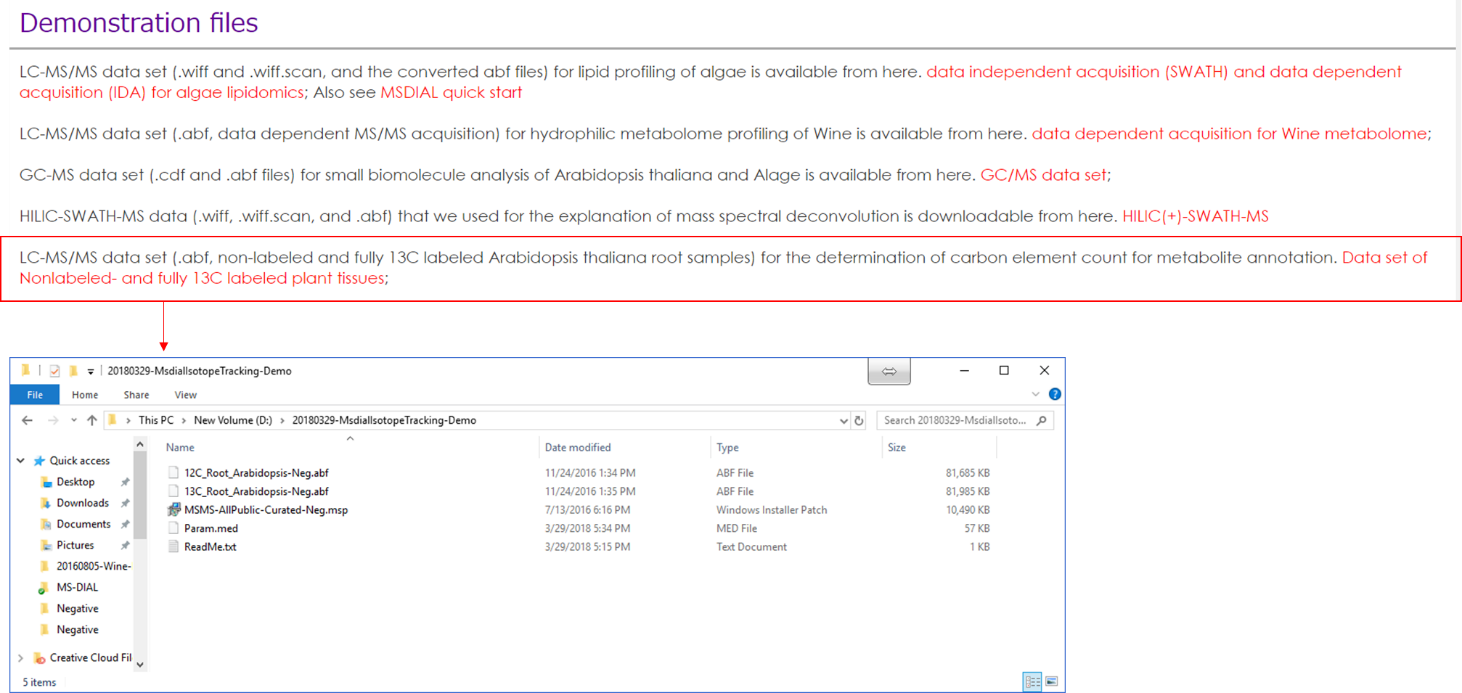 Demonstration files
LC-MS/MS data set (.wiff and .wiff.scan, and the converted abf files) for lipid profiling of algae is available from here. data independent acquisition (SWATH) and data dependent
acquisition (IDA) for algae lipidomics; Also see MSDIAL quick start
LC-MS/MS data set (.abf, data dependent MS/MS acquisition) for hydrophilic metabolome profiling of Wine is available from here. data dependent acquisition for Wine metabolome;
GC-MS data set (.cdf and .abf files) for small biomolecule analysis of Arabidopsis thaliana and Alage is available from here. GC/MS data set;
HILIC-SWATH-MS data (.wiff, .wiff.scan, and .abf) that we used for the explanation of mass spectral deconvolution is downloadable from here. HILIC(+)-SWATH-MS
LC-MS/MS data set (.abf, non-labeled and fully 13C labeled Arabidopsis thaliana root samples) for the determination of carbon element count for metabolite annotation. Data set of
Nonlabeled- and fully 13C labeled plant tissues;
20180329-MsdialIsotopeTracking-Demo
File Home Share View
This PC > New Volume (D:) > 20180329-MsdialIsotopeTracking-Demo Search 20180329-MsdialIsoto...
Name Date modified Type Size
Quick access
Desktop
Downloads
Documents
Pictures
20160805-Wine-
MS-DIAL
Negative
Negative
Creative Cloud Fil
12C_Root_Arabidopsis-Neg.abf 11/24/2016 1:34 PM ABF File 81,685 KB
13C_Root_Arabidopsis-Neg.abf 11/24/2016 1:35 PM ABF File 81,985 KB
MSMS-AllPublic-Curated-Neg.msp 7/13/2016 6:16 PM Windows Installer Patch 10,490 KB
Param.med 3/29/2018 5:34 PM MED File 57 KB
ReadMe.txt 3/29/2018 5:15 PM Text Document 1 KB
5 items